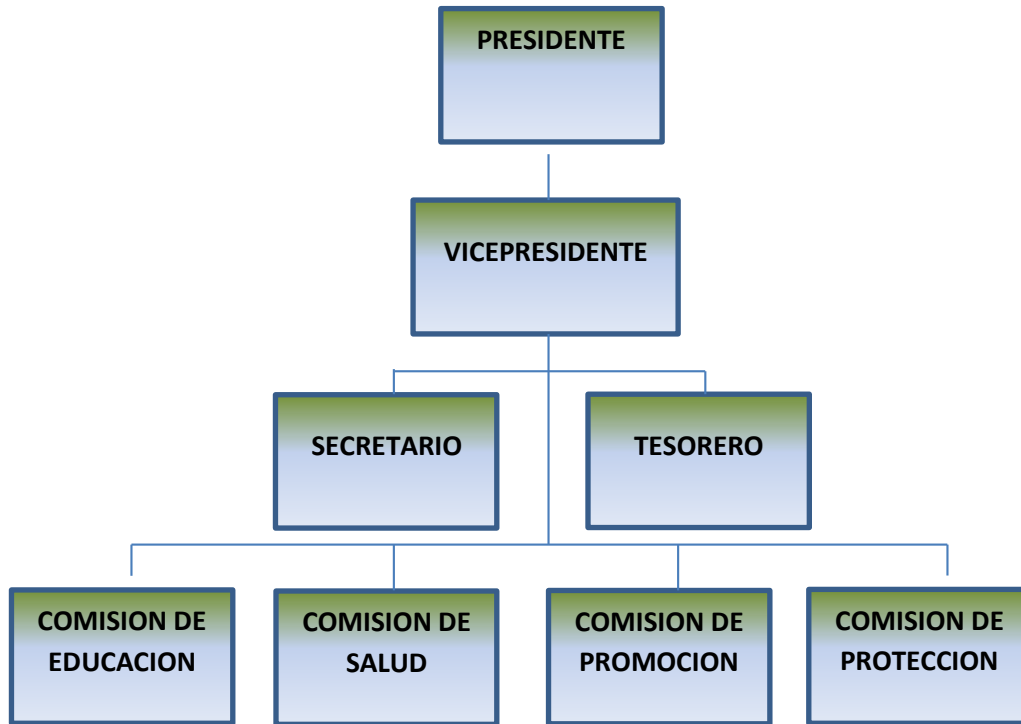 PRESIDENTE
VICEPRESIDENTE
SECRETARIO
TESORERO
COMISION DE
EDUCACION
COMISION DE
SALUD
COMISION DE
PROMOCION
COMISION DE
PROTECCION